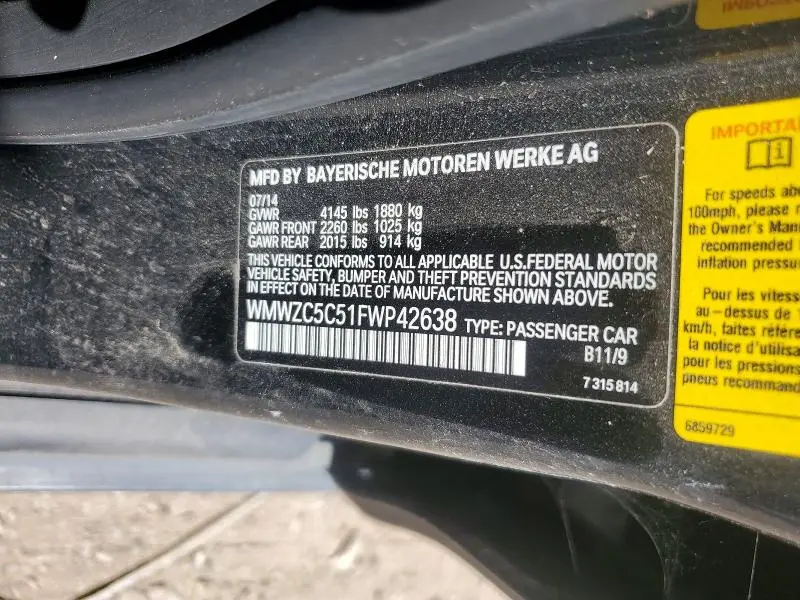 MFD BY BAYERISCHE MOTOREN WERKE AG
07/14
GVWR 4145 lbs 1880 kg
GAWR FRONT 2260 lbs 1025 kg
GAWR REAR 2015 lbs 914 kg
THIS VEHICLE CONFORMS TO ALL APPLICABLE U.S.FEDERAL MOTOR
VEHICLE SAFETY, BUMPER AND THEFT PREVENTION STANDARDS
IN EFFECT ON THE DATE OF MANUFACTURE SHOWN ABOVE.
WMWZC5C51FWP42638 TYPE: PASSENGER CAR
B11/9
7 315 814
IMPORTA
For speeds abo
100mph, please r
the Owner's Manu
recommended
inflation pressu
Pour les vitess
au-dessus de 1
km/h, faites référe
la notice d'utilisa
pour les pressions
pneus recommand
6859729